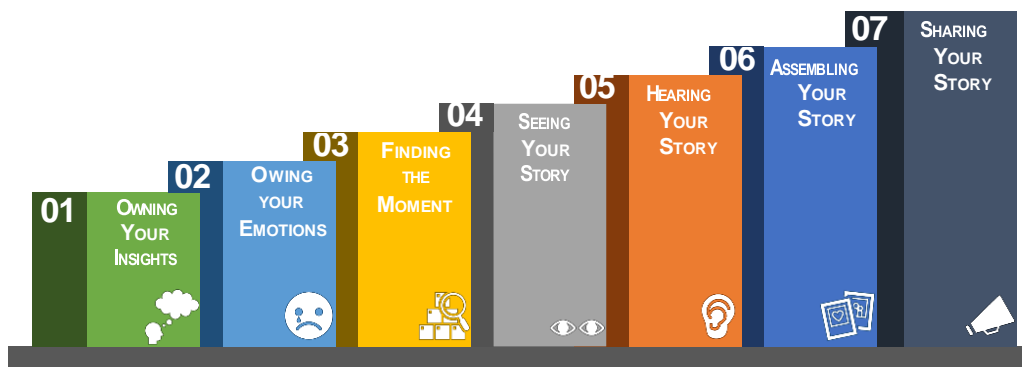 01
OWNING
YOUR
INSIGHTS
02
OWING
YOUR
EMOTIONS
03
FINDING
THE
MOMENT
04
SEEING
YOUR
STORY
05
HEARING
YOUR
STORY
06
ASSEMBLING
YOUR
STORY
07
SHARING
YOUR
STORY